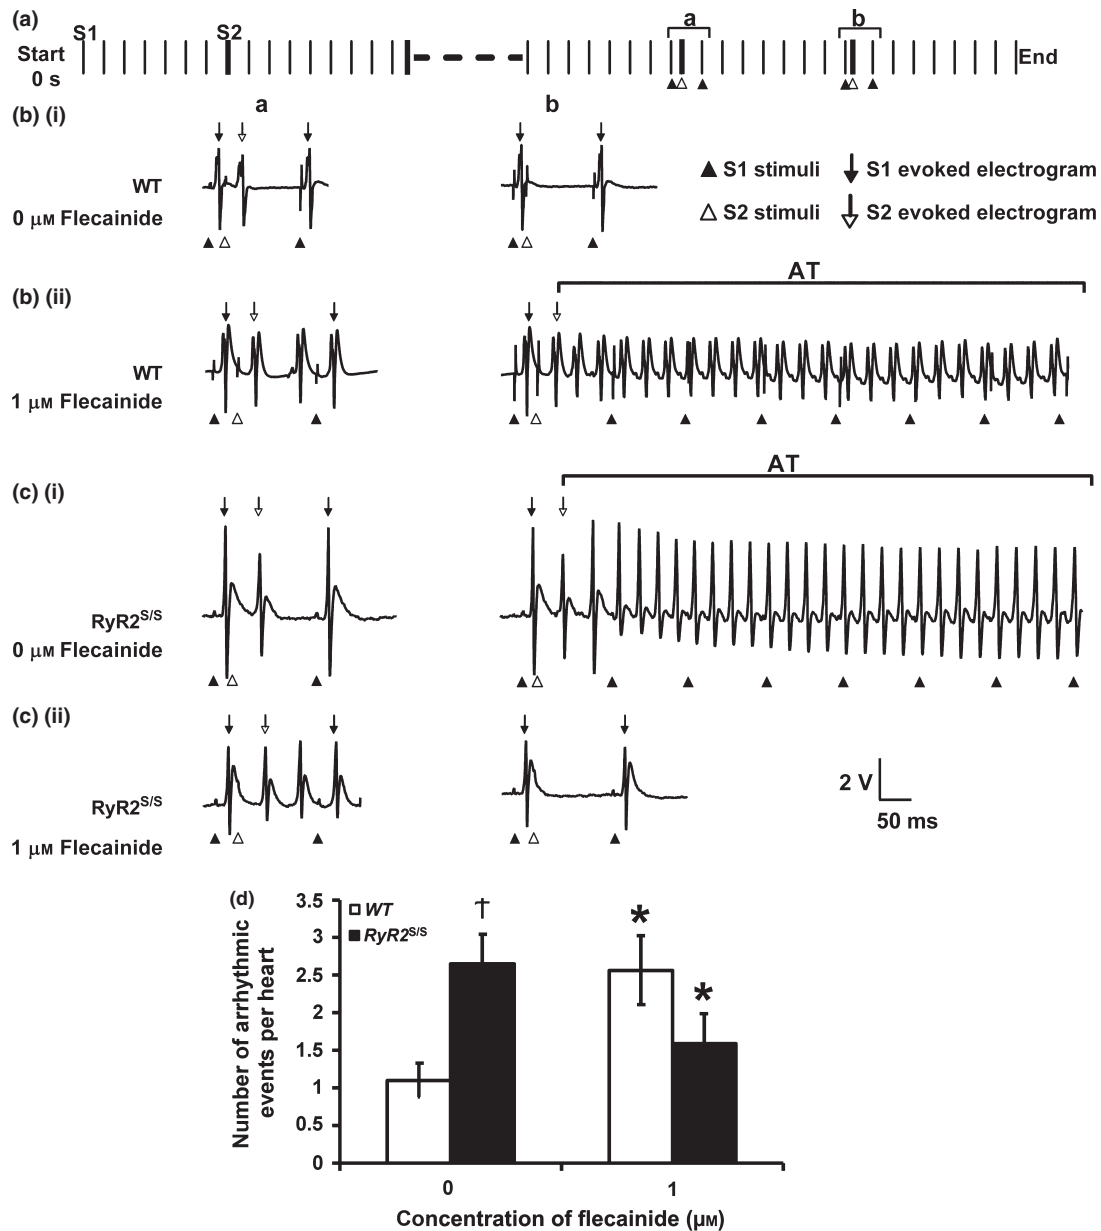 (a)
S1
S2
a
b
Start
0 s
End
(b) (i)
a
b
WT
0 μM Flecainide
▲ S1 stimuli
S1 evoked electrogram
△ S2 stimuli
S2 evoked electrogram
(b) (ii)
AT
WT
1 μM Flecainide
(c) (i)
AT
RyR2S/S
0 μM Flecainide
(c) (ii)
RyR2S/S
1 μM Flecainide
2 V
50 ms
(d)
Number of arrhythmic
events per heart
3.5
3
2.5
2
1.5
1
0.5
0
WT
RyR2S/S
†
*
*
0
1
Concentration of flecainide (μM)